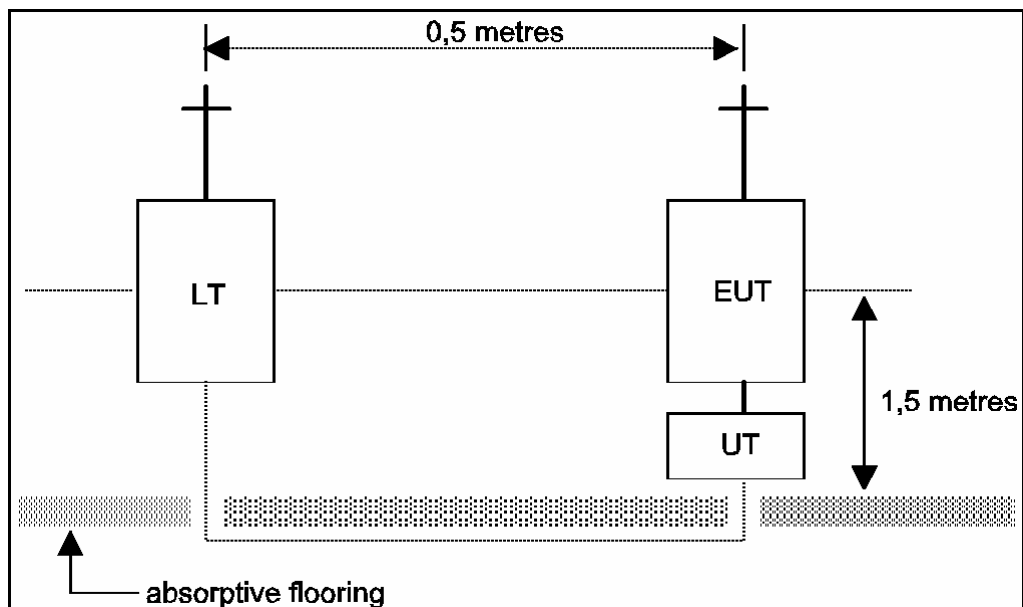 0,5 metres
LT
EUT
1,5 metres
UT
absorptive flooring